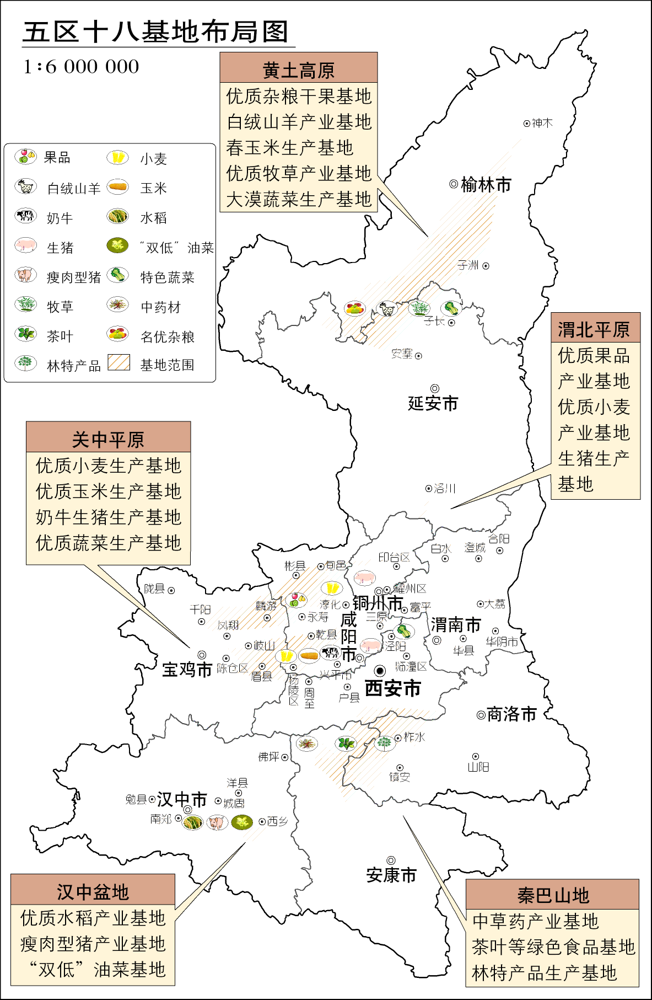 五区十八基地布局图
1:6 000 000
黄土高原
优质杂粮干果基地
白绒山羊产业基地
春玉米生产基地
优质牧草产业基地
大漠蔬菜生产基地
果品
小麦
白绒山羊
玉米
奶牛
水稻
生猪
“双低”油菜
瘦肉型猪
特色蔬菜
牧草
中药材
茶叶
名优杂粮
林特产品
基地范围
渭北平原
优质果品
产业基地
优质小麦
产业基地
生猪生产
基地
关中平原
优质小麦生产基地
优质玉米生产基地
奶牛生猪生产基地
优质蔬菜生产基地
汉中盆地
优质水稻产业基地
瘦肉型猪产业基地
“双低”油菜基地
秦巴山地
中草药产业基地
茶叶等绿色食品基地
林特产品生产基地
神木
榆林市
子洲
子长
安塞
延安市
洛川
合阳
白水
澄城
印台区
彬县
旬邑
陇县
耀州区
铜川市
淳化
麟游
千阳
大荔
富平
三原
永寿
咸阳市
渭南市
凤翔
乾县
华阴市
岐山
泾阳
华县
宝鸡市
陈仓区
眉县
临潼区
兴平市
杨陵区
周至
户县
西安市
商洛市
柞水
佛坪
镇安
山阳
洋县
勉县
汉中市
城固
南郑
西乡
安康市